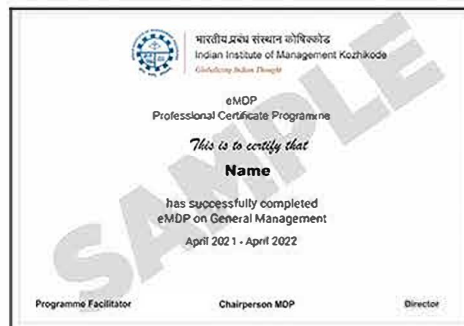 भारतीय प्रबंध संस्थान कोषिक्कोड
Indian Institute of Management Kozhikode
Globalizing Indian Thought
eMDP
Professional Certificate Programme
This is to certify that
Name
has successfully completed
eMDP on General Management
April 2021 - April 2022
SAMPLE
Programme Facilitator
Chairperson MDP
Director